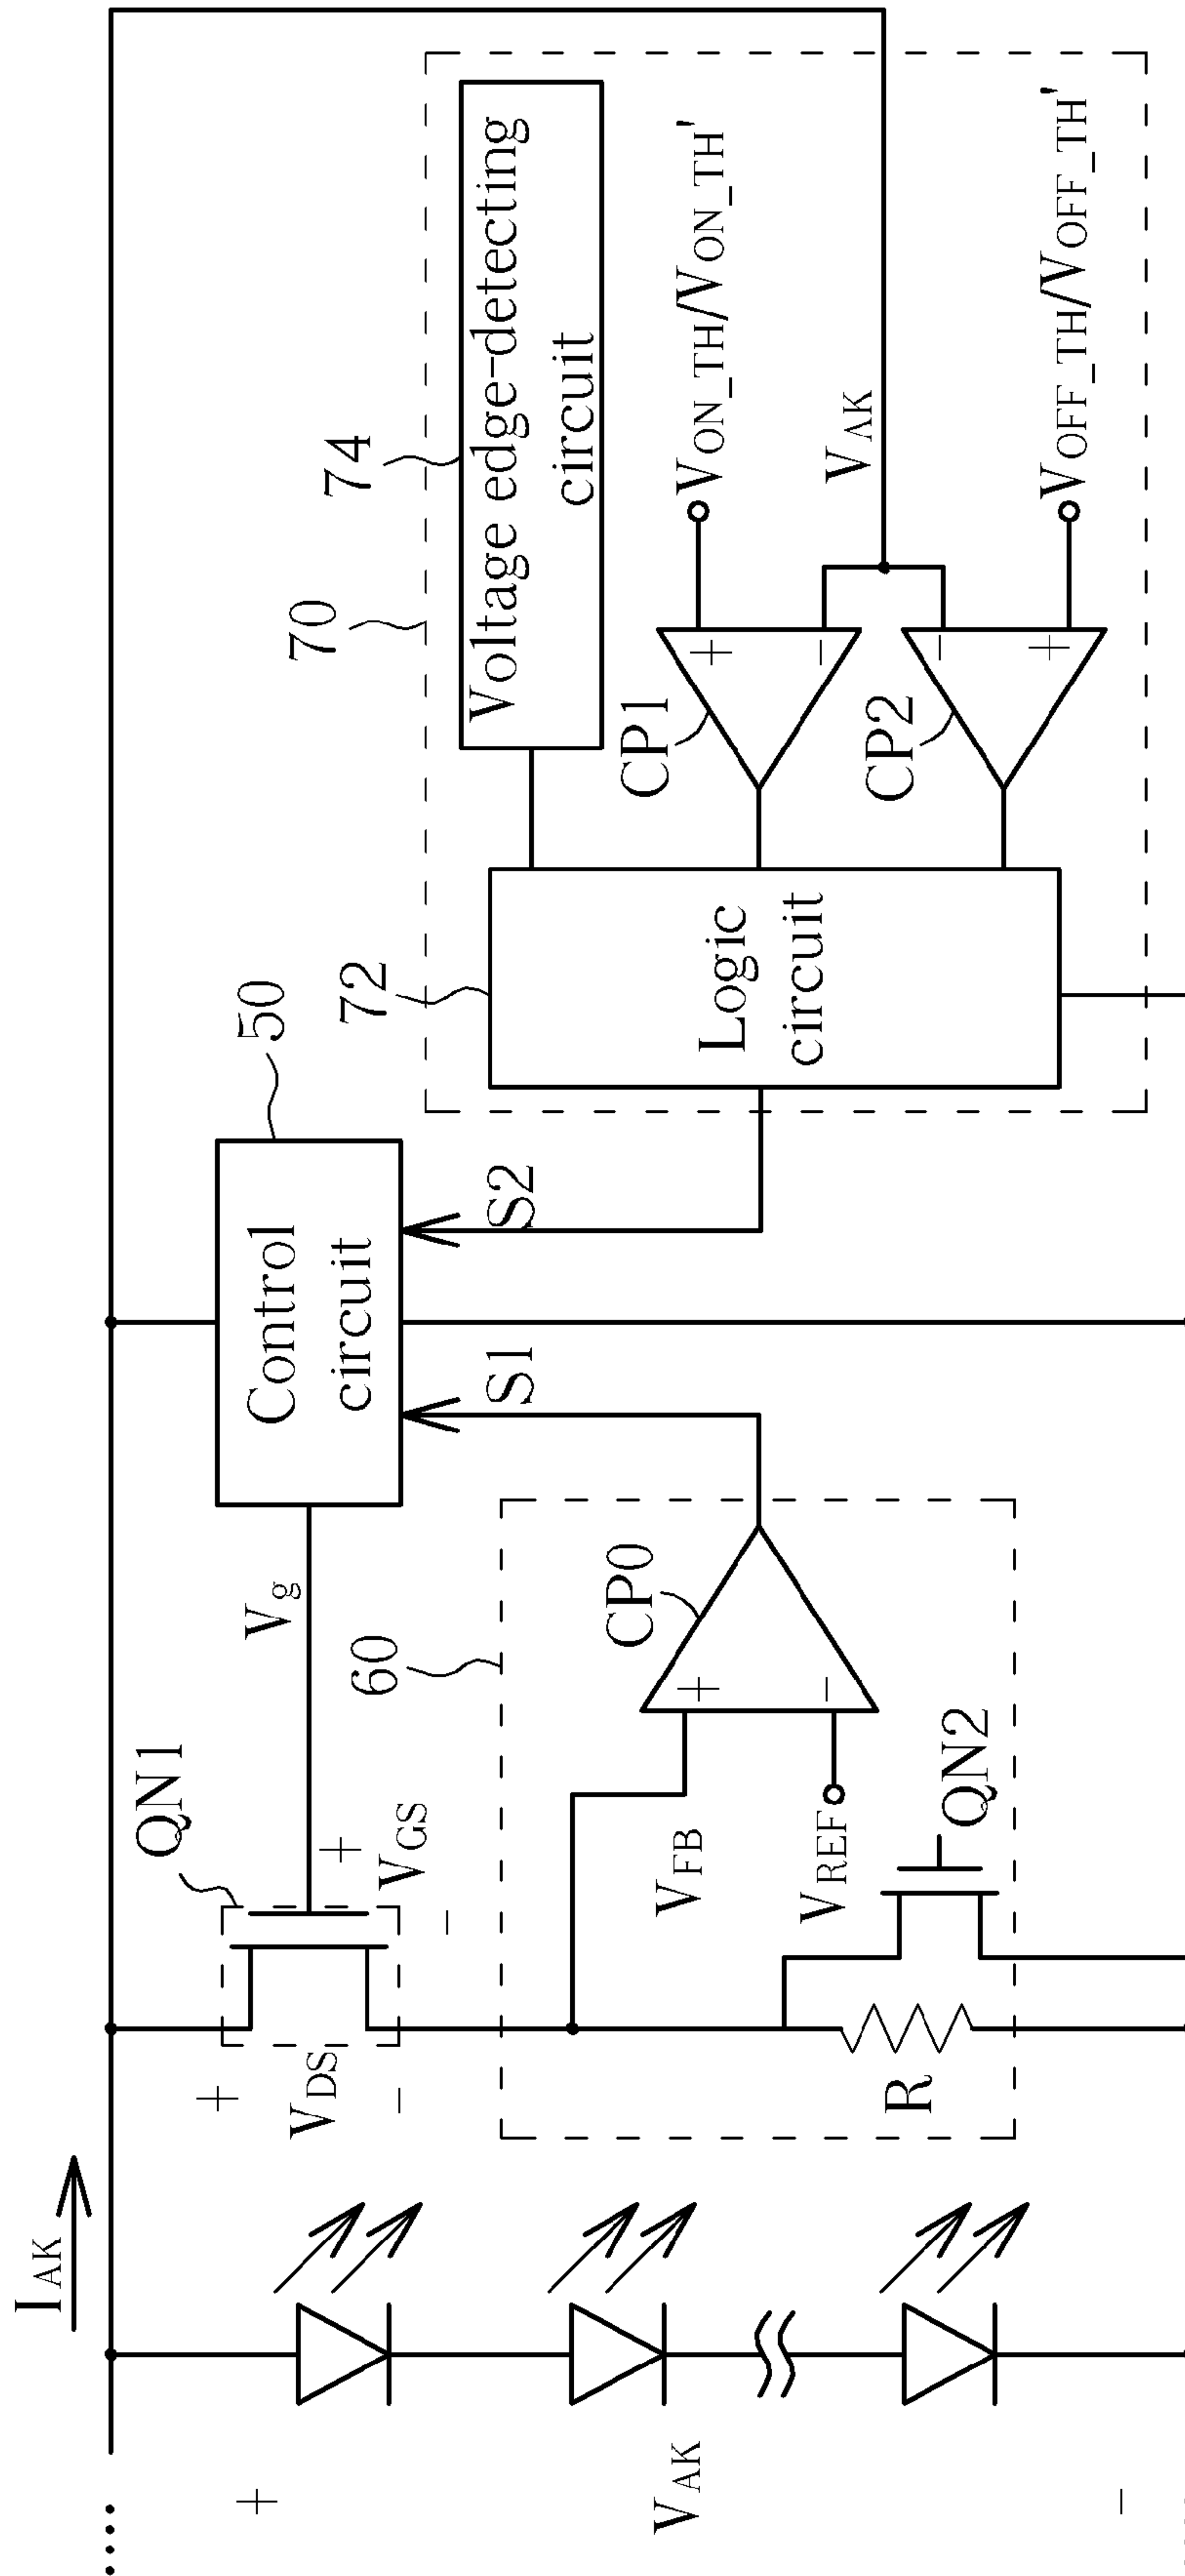 I_AK
+
V_AK
-
+
V_DS
-
QN1
+
V_GS
-
V_g
Control
circuit
50
60
CP0
+
-
V_FB
V_REF
QN2
R
S1
S2
70
72
Logic
circuit
74
Voltage edge-detecting
circuit
CP1
+
-
V_ON_TH/V_ON_TH'
V_AK
CP2
-
+
V_OFF_TH/V_OFF_TH'